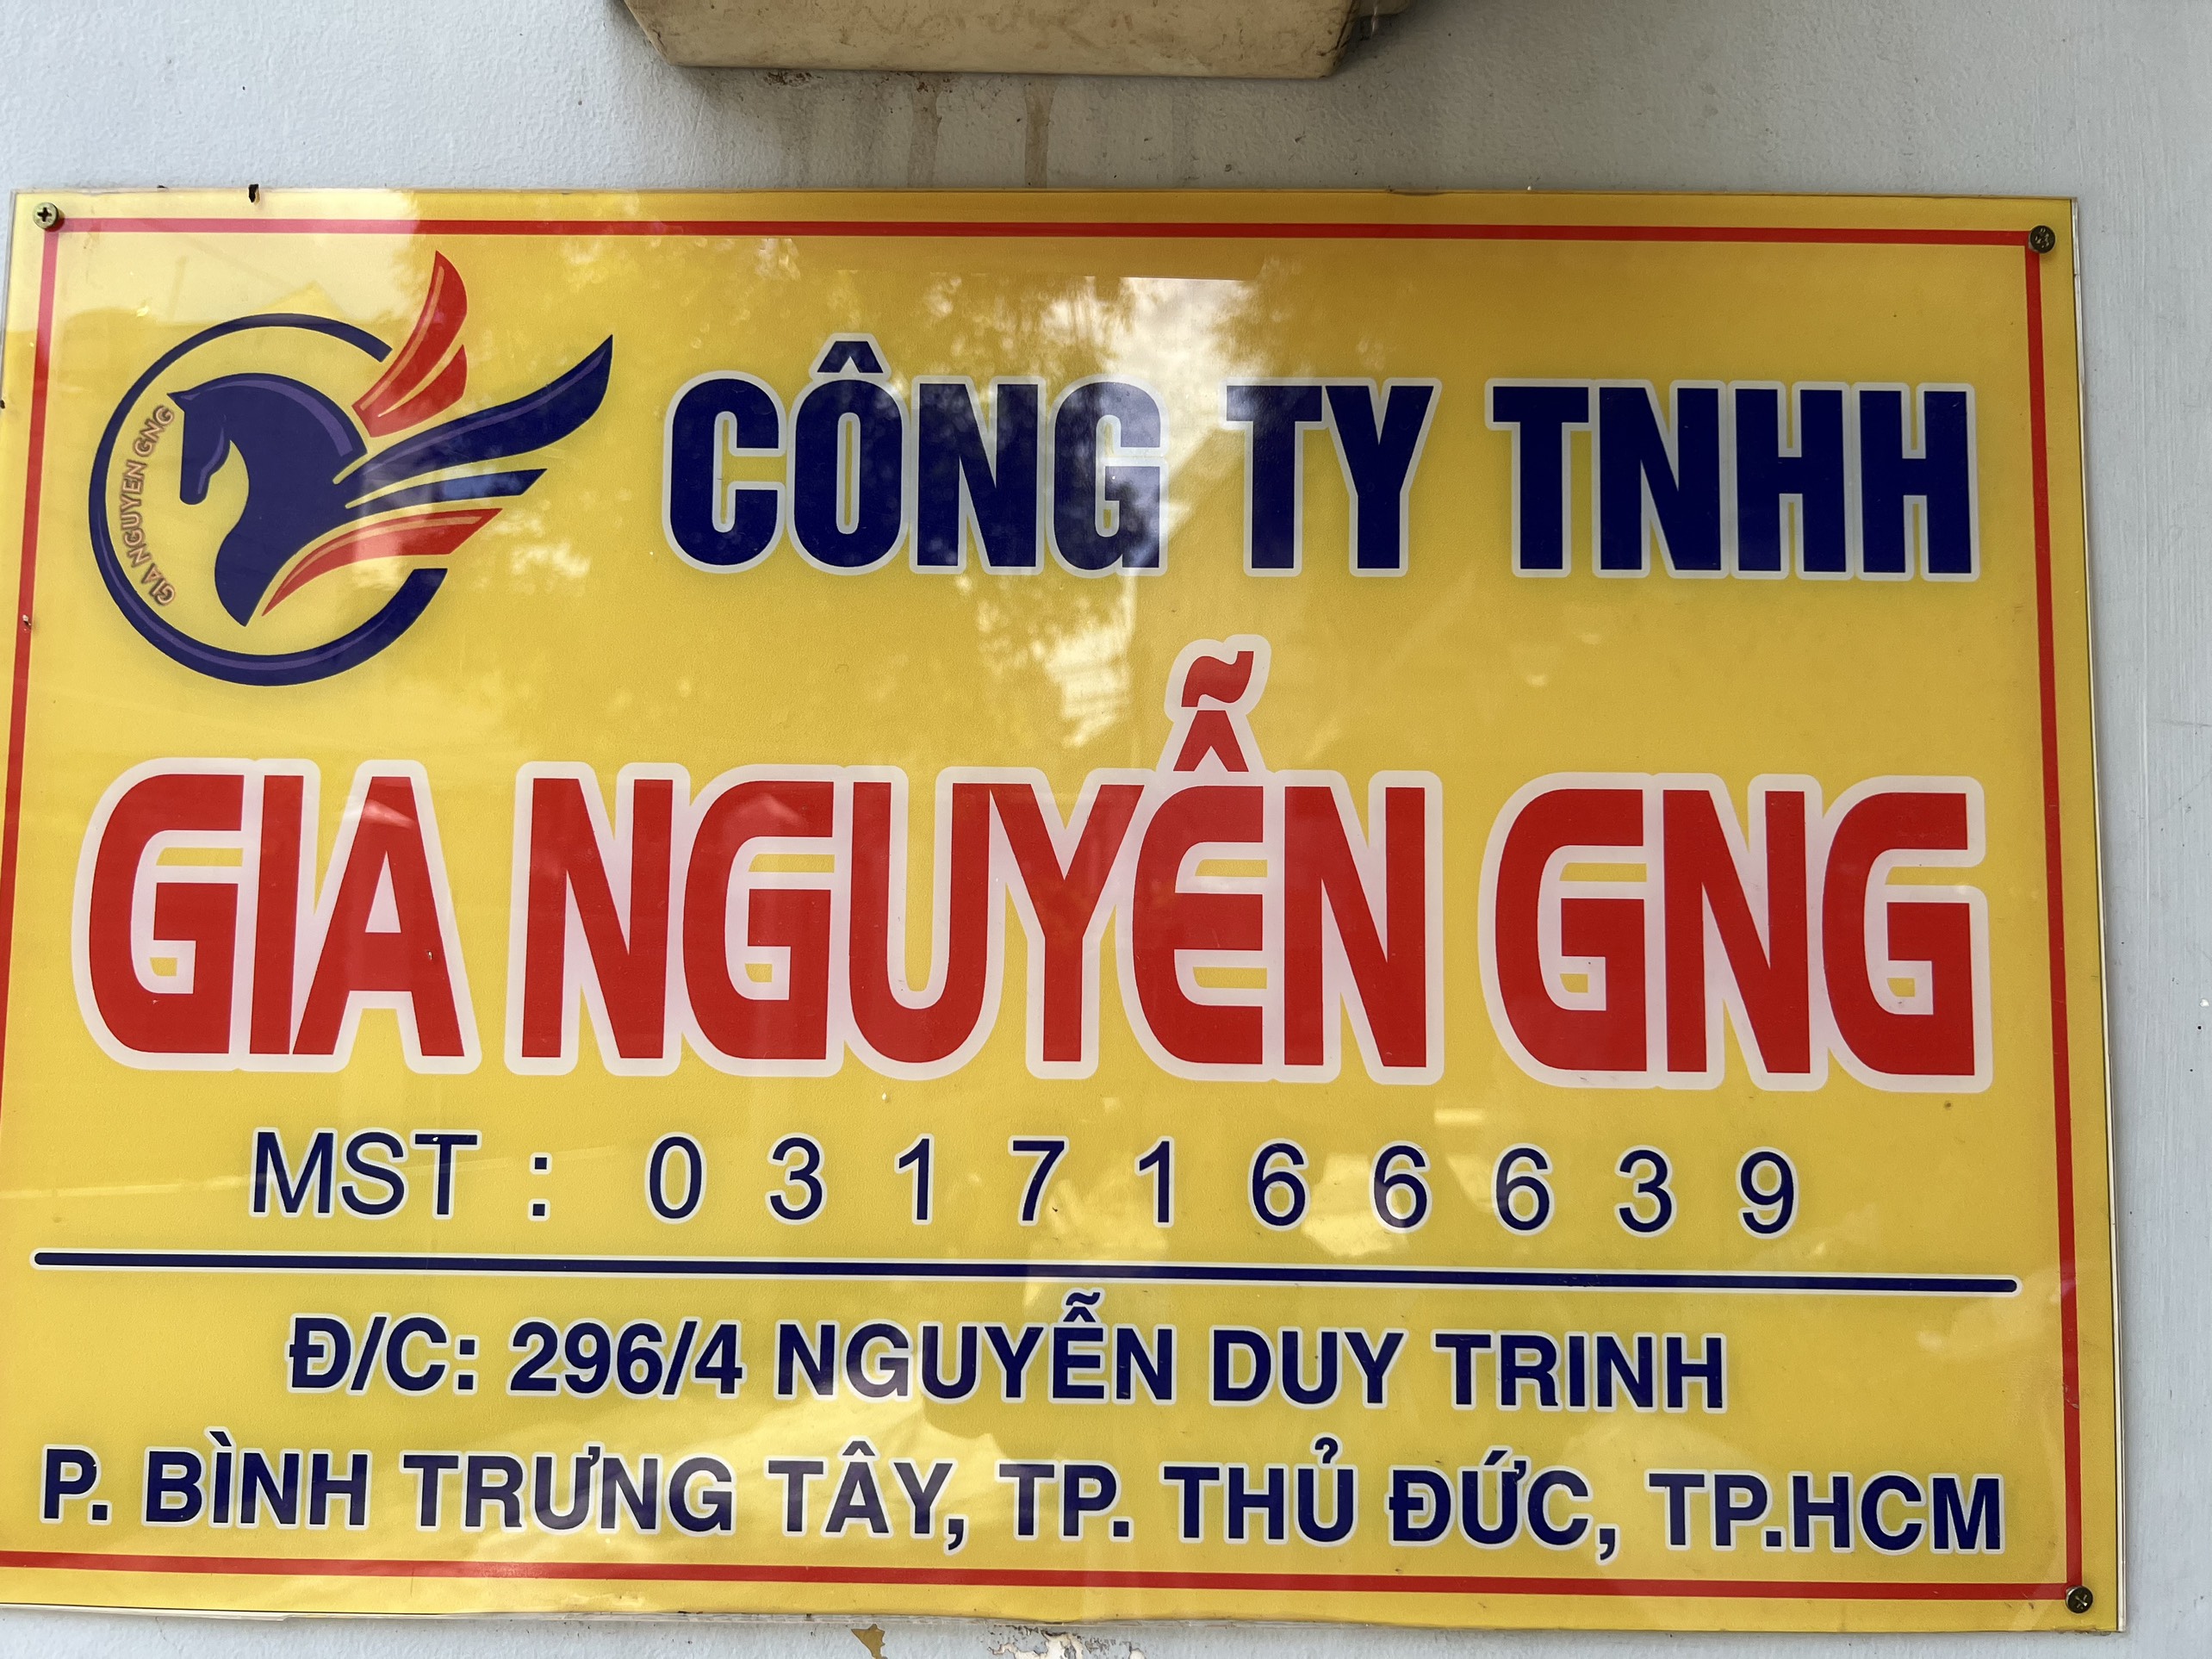 GIA NGUYEN GNG
CÔNG TY TNHH
GIA NGUYỄN GNG
MST : 0 3 1 7 1 6 6 6 3 9
Đ/C: 296/4 NGUYỄN DUY TRINH
P. BÌNH TRƯNG TÂY, TP. THỦ ĐỨC, TP.HCM